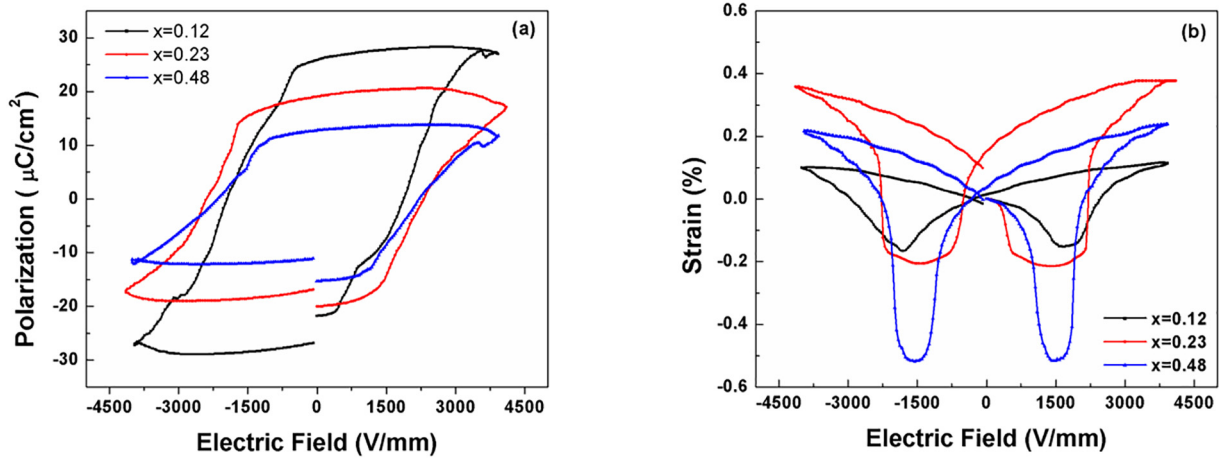 (a)
x=0.12
x=0.23
x=0.48
30
20
10
0
-10
-20
-30
Polarization ( μC/cm²)
-4500 -3000 -1500 0 1500 3000 4500
Electric Field (V/mm)
(b)
0.6
0.4
0.2
0.0
-0.2
-0.4
-0.6
Strain (%)
x=0.12
x=0.23
x=0.48
-4500 -3000 -1500 0 1500 3000 4500
Electric Field (V/mm)